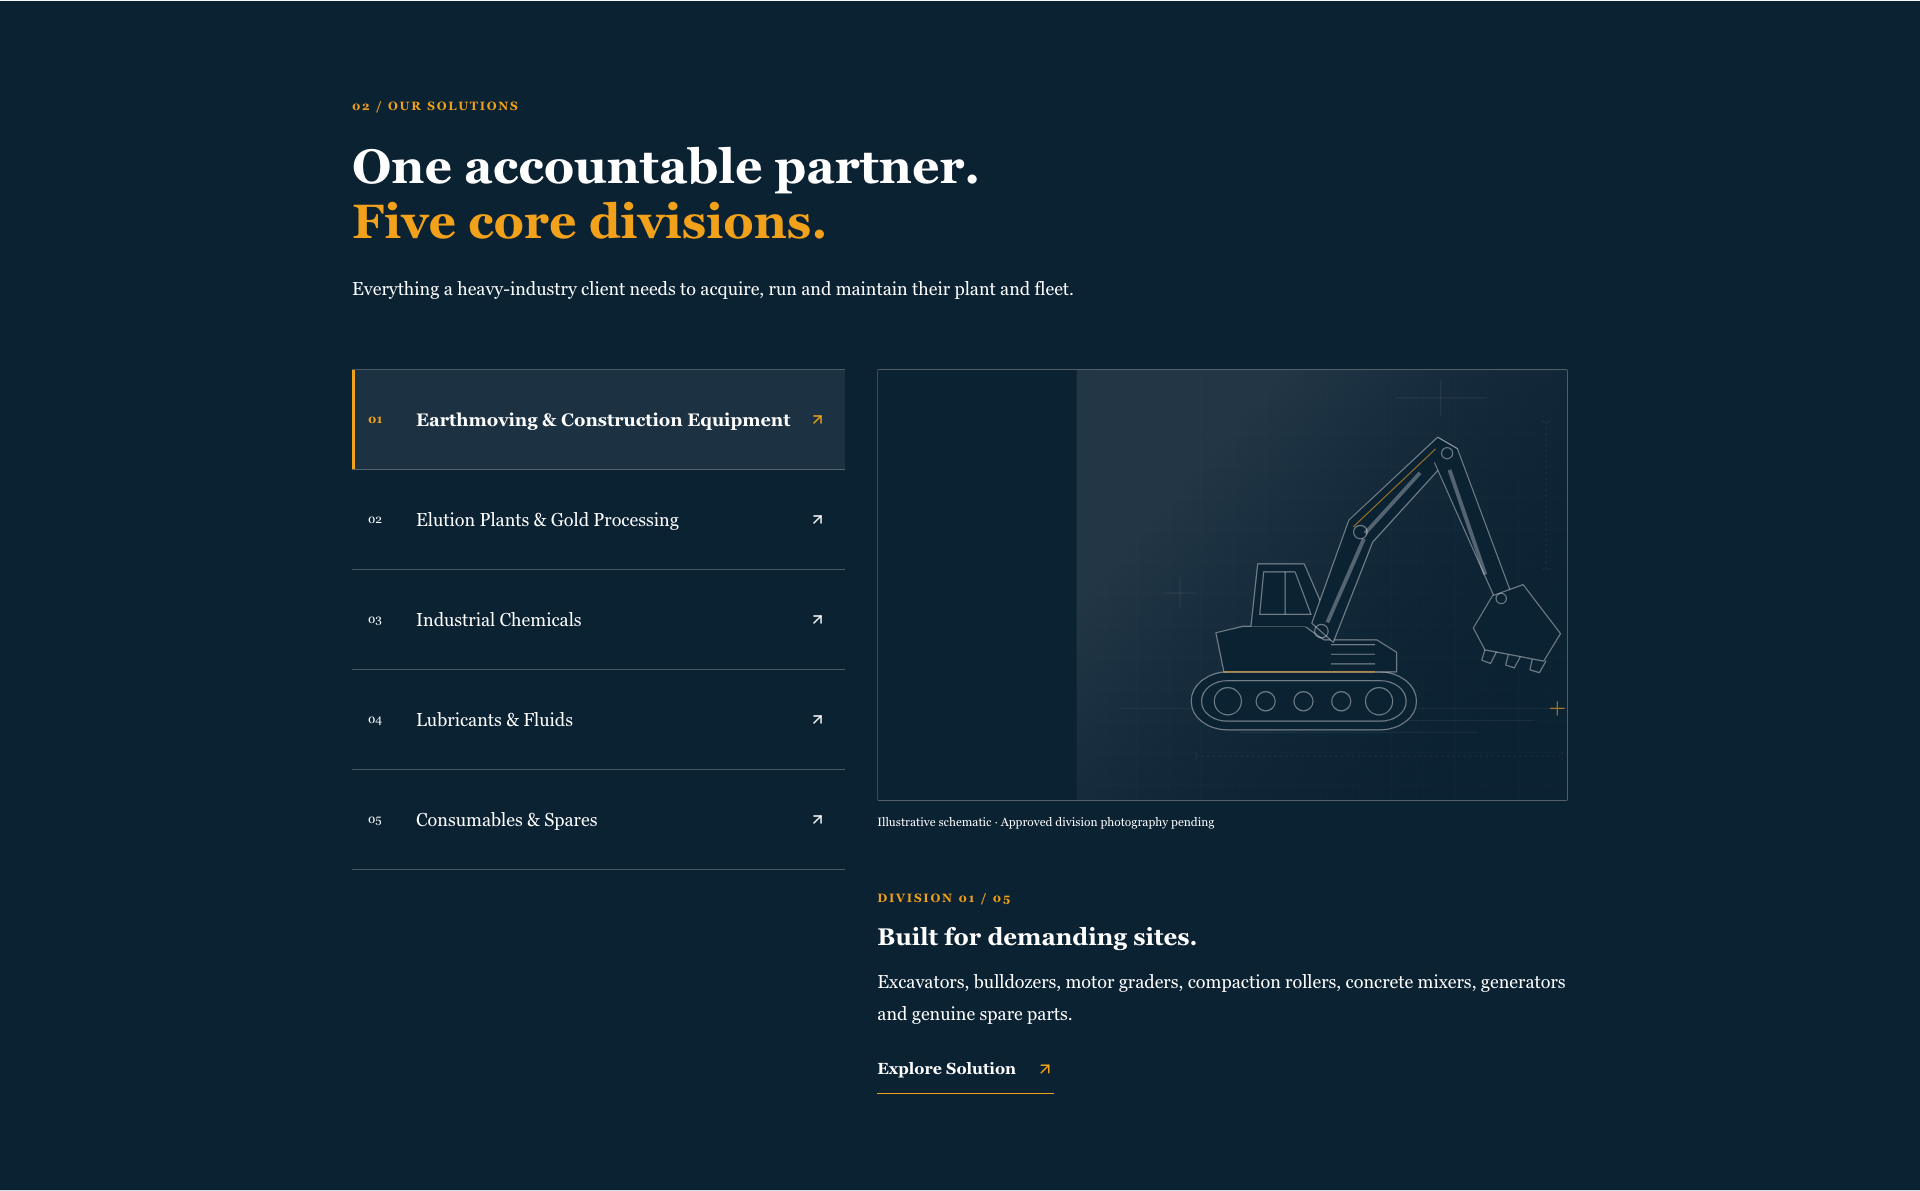 02 / OUR SOLUTIONS
One accountable partner.
Five core divisions.
Everything a heavy-industry client needs to acquire, run and maintain their plant and fleet.
01 Earthmoving & Construction Equipment
02 Elution Plants & Gold Processing
03 Industrial Chemicals
04 Lubricants & Fluids
05 Consumables & Spares
Illustrative schematic · Approved division photography pending
DIVISION 01 / 05
Built for demanding sites.
Excavators, bulldozers, motor graders, compaction rollers, concrete mixers, generators
and genuine spare parts.
Explore Solution